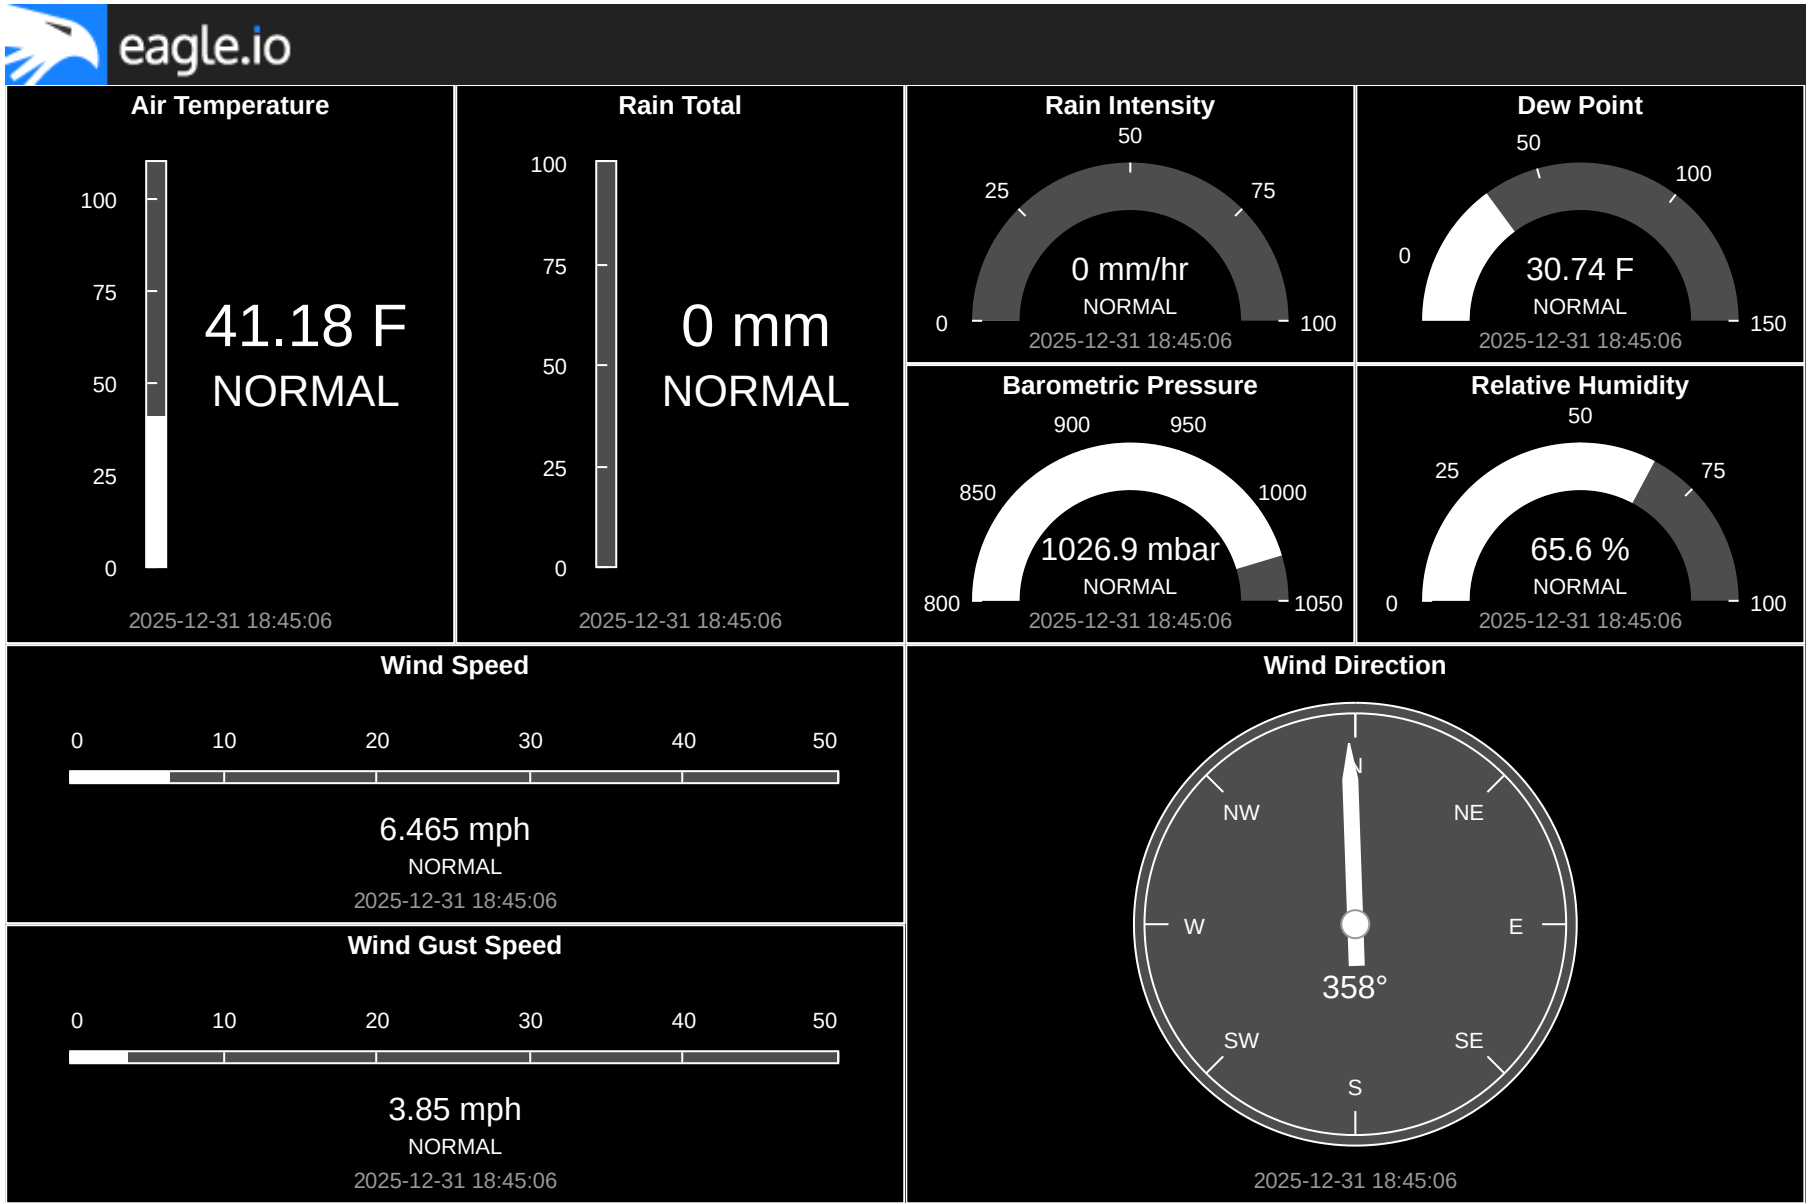 eagle.io
Air Temperature
100
75
50
25
0
41.18 F
NORMAL
2025-12-31 18:45:06
Rain Total
100
75
50
25
0
0 mm
NORMAL
2025-12-31 18:45:06
Rain Intensity
0
25
50
75
100
0 mm/hr
NORMAL
2025-12-31 18:45:06
Dew Point
0
50
100
150
30.74 F
NORMAL
2025-12-31 18:45:06
Barometric Pressure
800
850
900
950
1000
1050
1026.9 mbar
NORMAL
2025-12-31 18:45:06
Relative Humidity
0
25
50
75
100
65.6 %
NORMAL
2025-12-31 18:45:06
Wind Speed
0 10 20 30 40 50
6.465 mph
NORMAL
2025-12-31 18:45:06
Wind Gust Speed
0 10 20 30 40 50
3.85 mph
NORMAL
2025-12-31 18:45:06
Wind Direction
N
NW NE
W E
358°
SW SE
S
2025-12-31 18:45:06